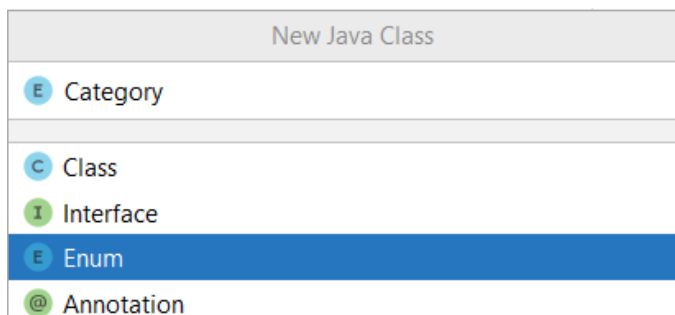 New Java Class
E Category
C Class
I Interface
E Enum
@ Annotation